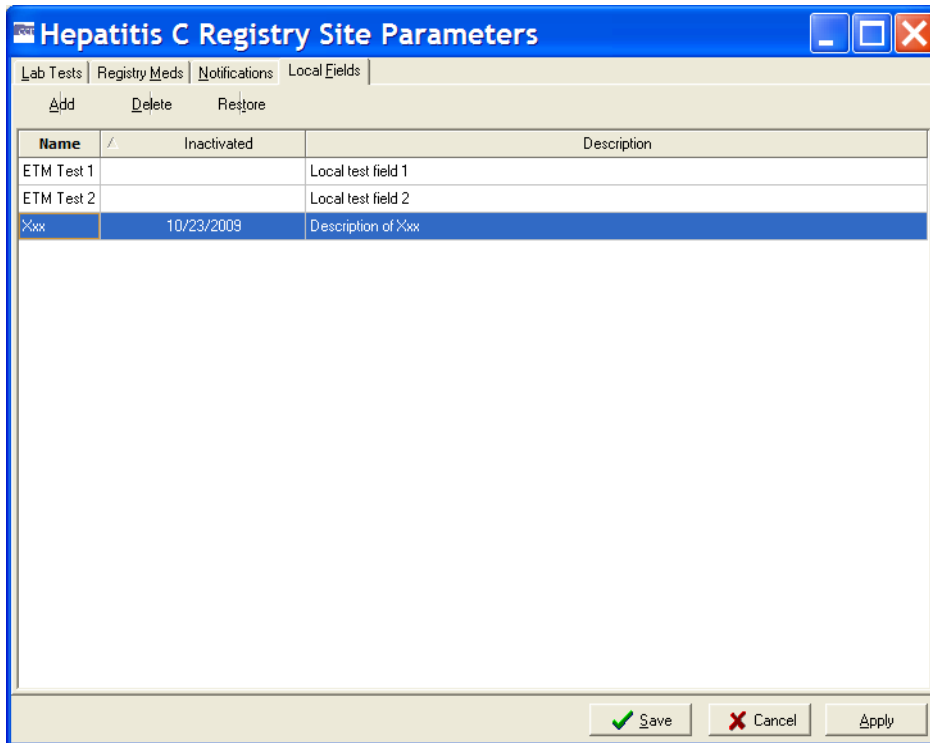 Hepatitis C Registry Site Parameters
Lab Tests Registry Meds Notifications Local Fields
Add Delete Restore
Name Inactivated Description
ETM Test 1 Local test field 1
ETM Test 2 Local test field 2
Xxx 10/23/2009 Description of Xxx
Save Cancel Apply